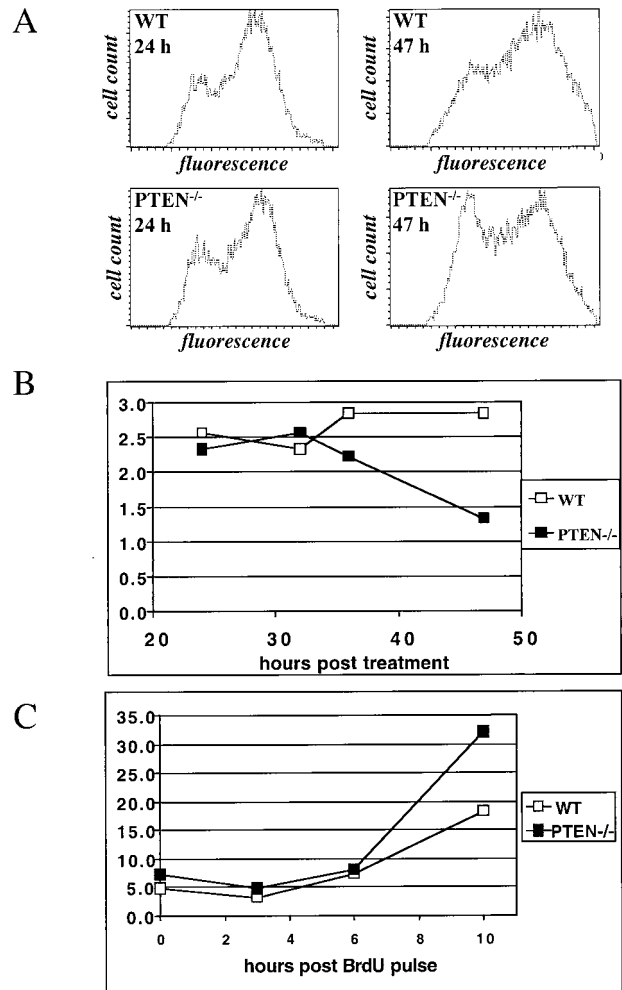 A
WT
24 h
cell count
fluorescence
WT
47 h
cell count
fluorescence
0
PTEN-/-
24 h
cell count
fluorescence
PTEN-/-
47 h
cell count
fluorescence
B
3.0
2.5
2.0
1.5
1.0
0.5
0.0
20 30 40 50
hours post treatment
WT
PTEN-/-
C
35.0
30.0
25.0
20.0
15.0
10.0
5.0
0.0
0 2 4 6 8 10
hours post BrdU pulse
WT
PTEN-/-